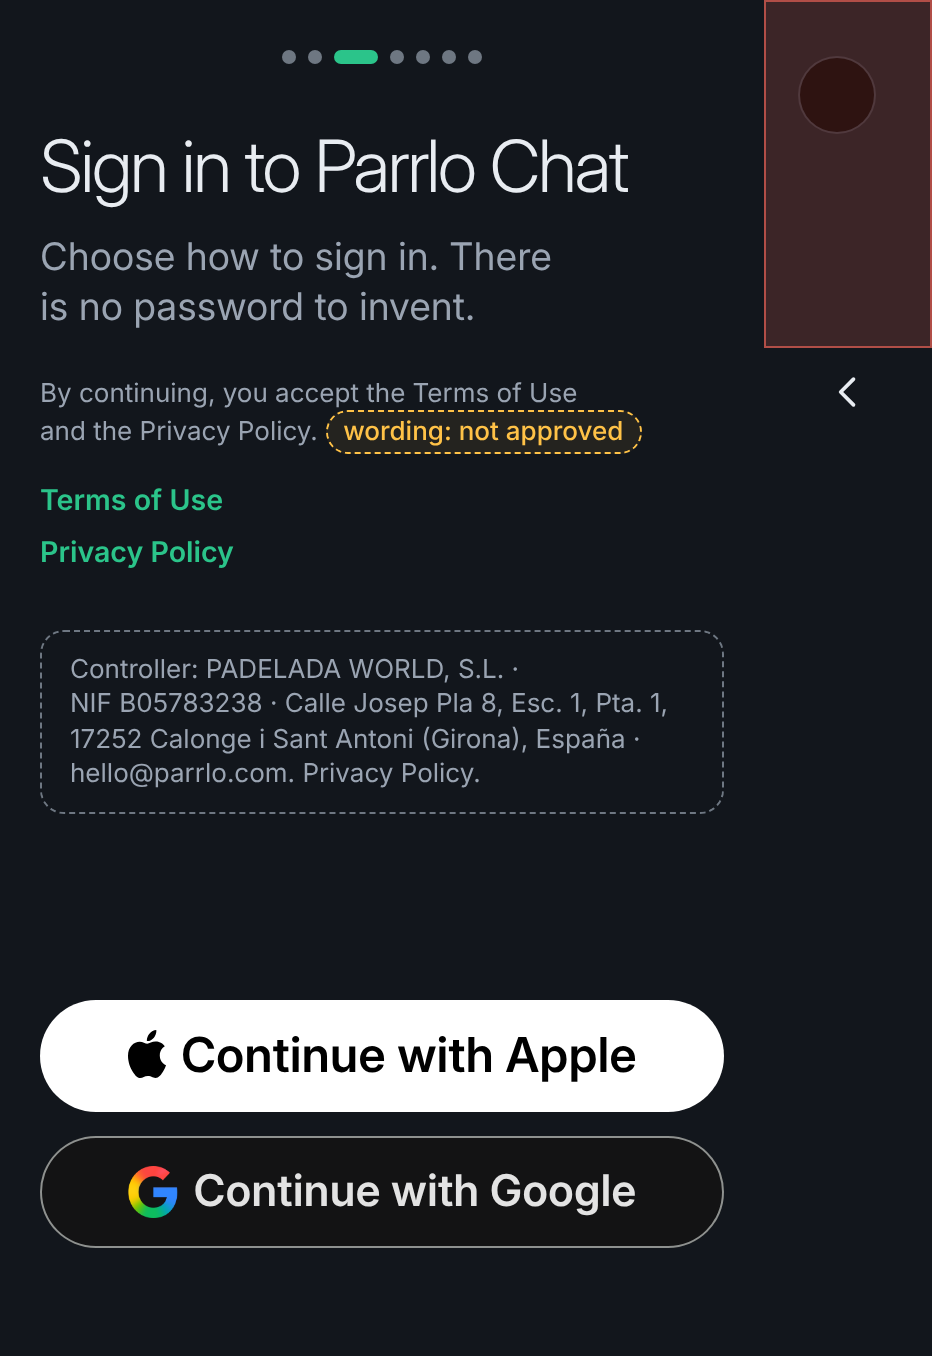 Sign in to Parrlo Chat
Choose how to sign in. There
is no password to invent.
By continuing, you accept the Terms of Use
and the Privacy Policy. wording: not approved
Terms of Use
Privacy Policy
Controller: PADELADA WORLD, S.L. ·
NIF B05783238 · Calle Josep Pla 8, Esc. 1, Pta. 1,
17252 Calonge i Sant Antoni (Girona), España ·
hello@parrlo.com. Privacy Policy.
Continue with Apple
Continue with Google